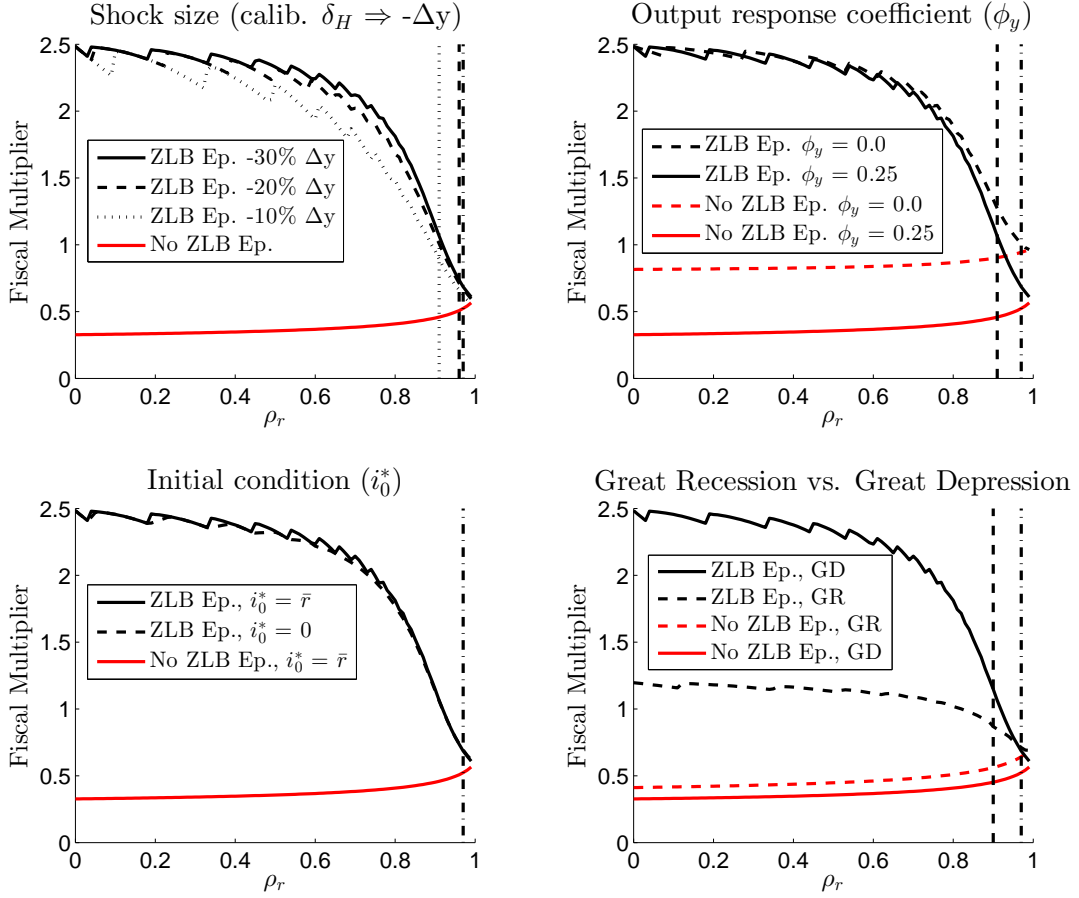 Shock size (calib. δ_H ⇒ -Δy)
Fiscal Multiplier
2.5
2
1.5
1
0.5
0
ZLB Ep. -30% Δy
ZLB Ep. -20% Δy
ZLB Ep. -10% Δy
No ZLB Ep.
0 0.2 0.4 0.6 0.8 1
ρ_r
Output response coefficient (ϕ_y)
Fiscal Multiplier
2.5
2
1.5
1
0.5
0
ZLB Ep. ϕ_y = 0.0
ZLB Ep. ϕ_y = 0.25
No ZLB Ep. ϕ_y = 0.0
No ZLB Ep. ϕ_y = 0.25
0 0.2 0.4 0.6 0.8 1
ρ_r
Initial condition (i_0^*)
Fiscal Multiplier
2.5
2
1.5
1
0.5
0
ZLB Ep., i_0^* = r̄
ZLB Ep., i_0^* = 0
No ZLB Ep., i_0^* = r̄
0 0.2 0.4 0.6 0.8 1
ρ_r
Great Recession vs. Great Depression
Fiscal Multiplier
2.5
2
1.5
1
0.5
0
ZLB Ep., GD
ZLB Ep., GR
No ZLB Ep., GR
No ZLB Ep., GD
0 0.2 0.4 0.6 0.8 1
ρ_r